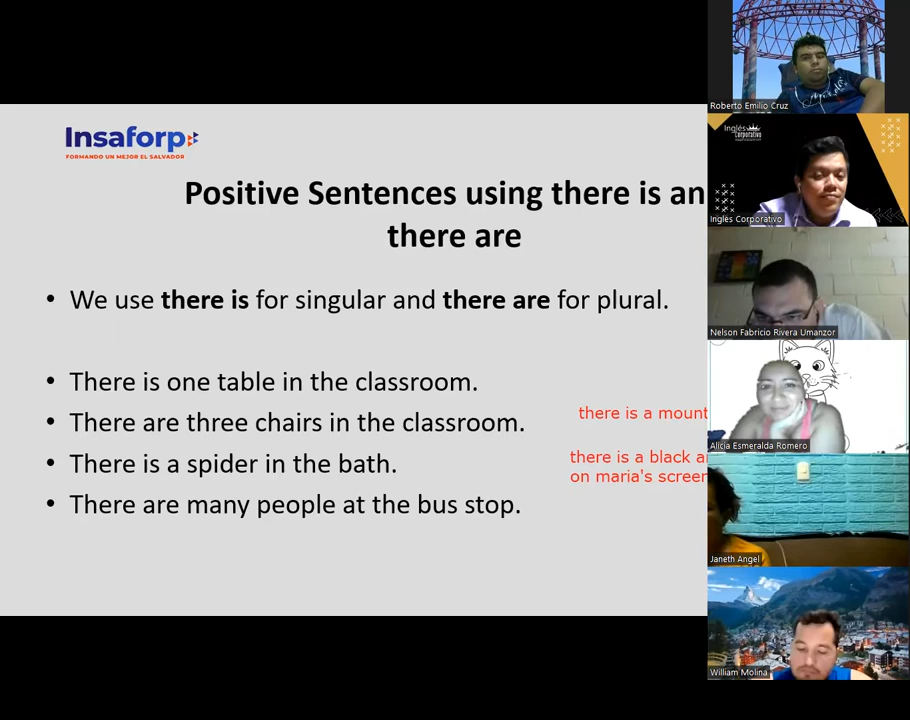 Insaforp
FORMANDO UN MEJOR EL SALVADOR
Positive Sentences using there is an
there are
• We use there is for singular and there are for plural.
• There is one table in the classroom.
• There are three chairs in the classroom.
• There is a spider in the bath.
• There are many people at the bus stop.
there is a mount
there is a black a
on maria's screen
Roberto Emilio Cruz
Inglés
Corporativo
Inglés Corporativo
Nelson Fabricio Rivera Umanzor
Alicia Esmeralda Romero
Janeth Angel
William Molina